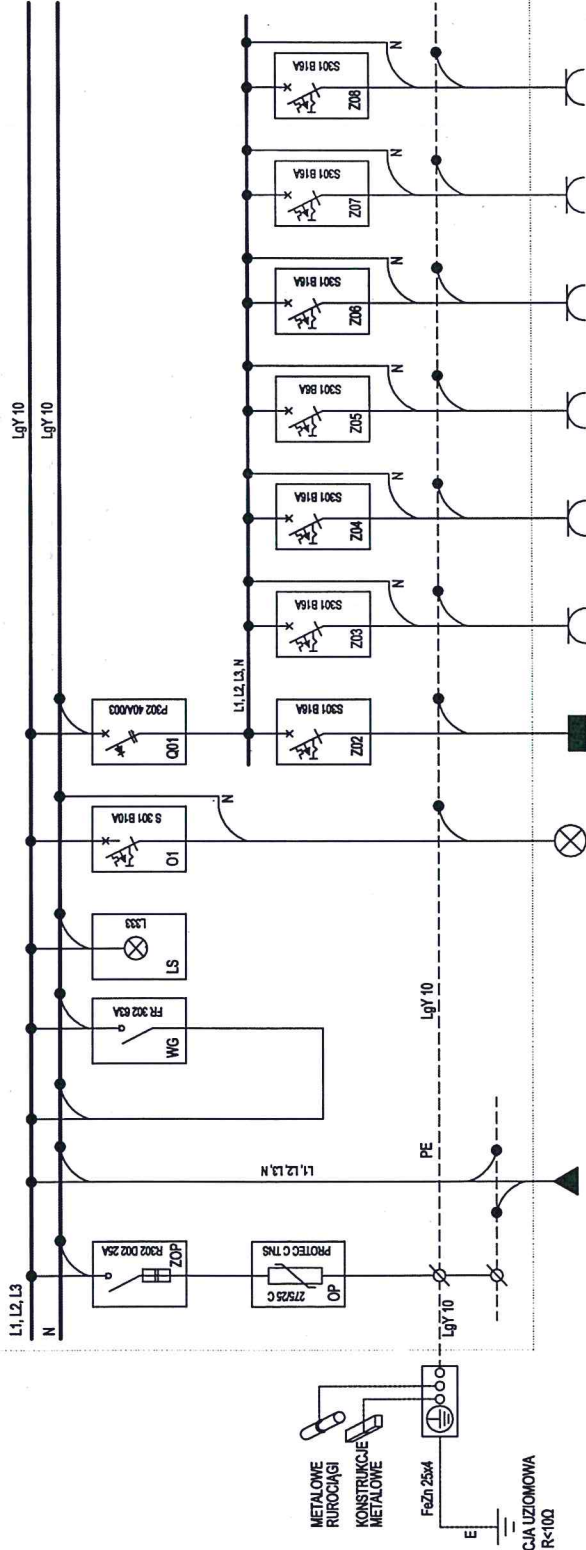 L1, L2, L3
N
LgY 10
LgY 10
R302 D02 25A
ZOP
PROTEC C TNS
275/25 C
OP
L1, L2, L3, N
FR 302 63A
WG
L333
LS
S 301 B10A
O1
N
P302 40A/003
Q01
L1, L2, L3, N
S301 B16A
Z02
S301 B16A
Z03
N
S301 B16A
Z04
N
S301 B6A
Z05
N
S301 B16A
Z06
N
S301 B16A
Z07
N
S301 B16A
Z08
N
PE
LgY 10
LgY 10
METALOWE
RUROCIĄGI
KONSTRUKCJE
METALOWE
FeZn 25x4
E
CJA UZIOMOWA
R<10Ω